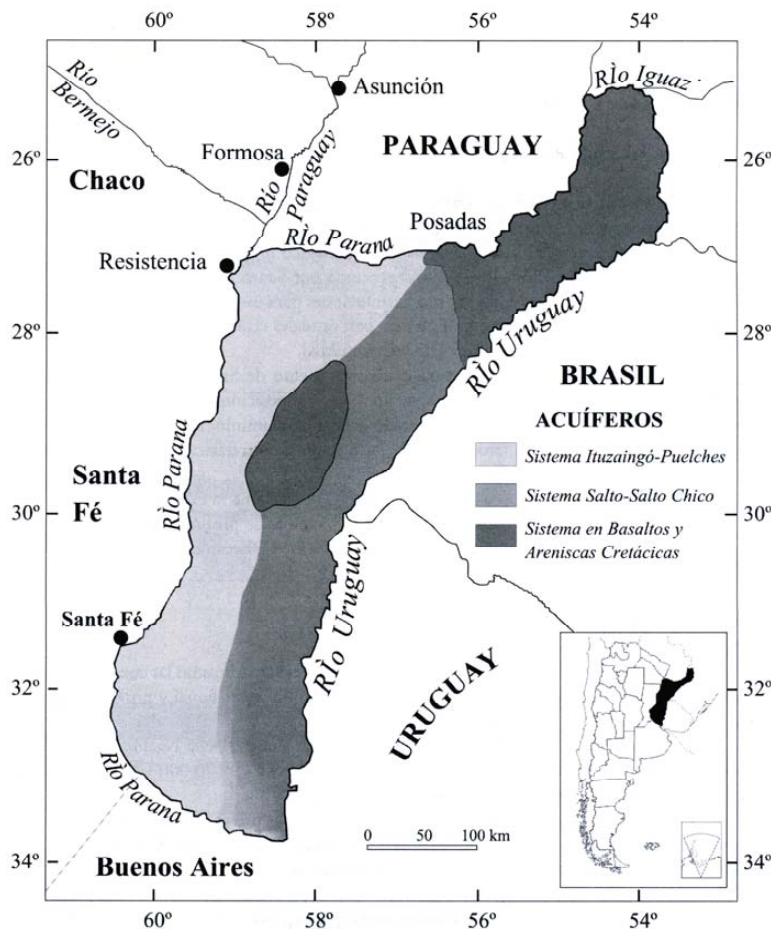 60º
58º
56º
54º
Río
Bermejo
Asunción
RÌo Iguaz
Formosa
PARAGUAY
26º
26º
Chaco
Río
Paraguay
Posadas
RÌo Parana
Resistencia
28º
28º
RÌo Uruguay
BRASIL
ACUÍFEROS
Sistema Ituzaingó-Puelches
Santa
Fé
RÌo Parana
Sistema Salto-Salto Chico
30º
30º
Sistema en Basaltos y
Areniscas Cretácicas
RÌo Uruguay
Santa Fé
32º
32º
URUGUAY
RÌo Parana
0 50 100 km
34º
34º
Buenos Aires
60º
58º
56º
54º